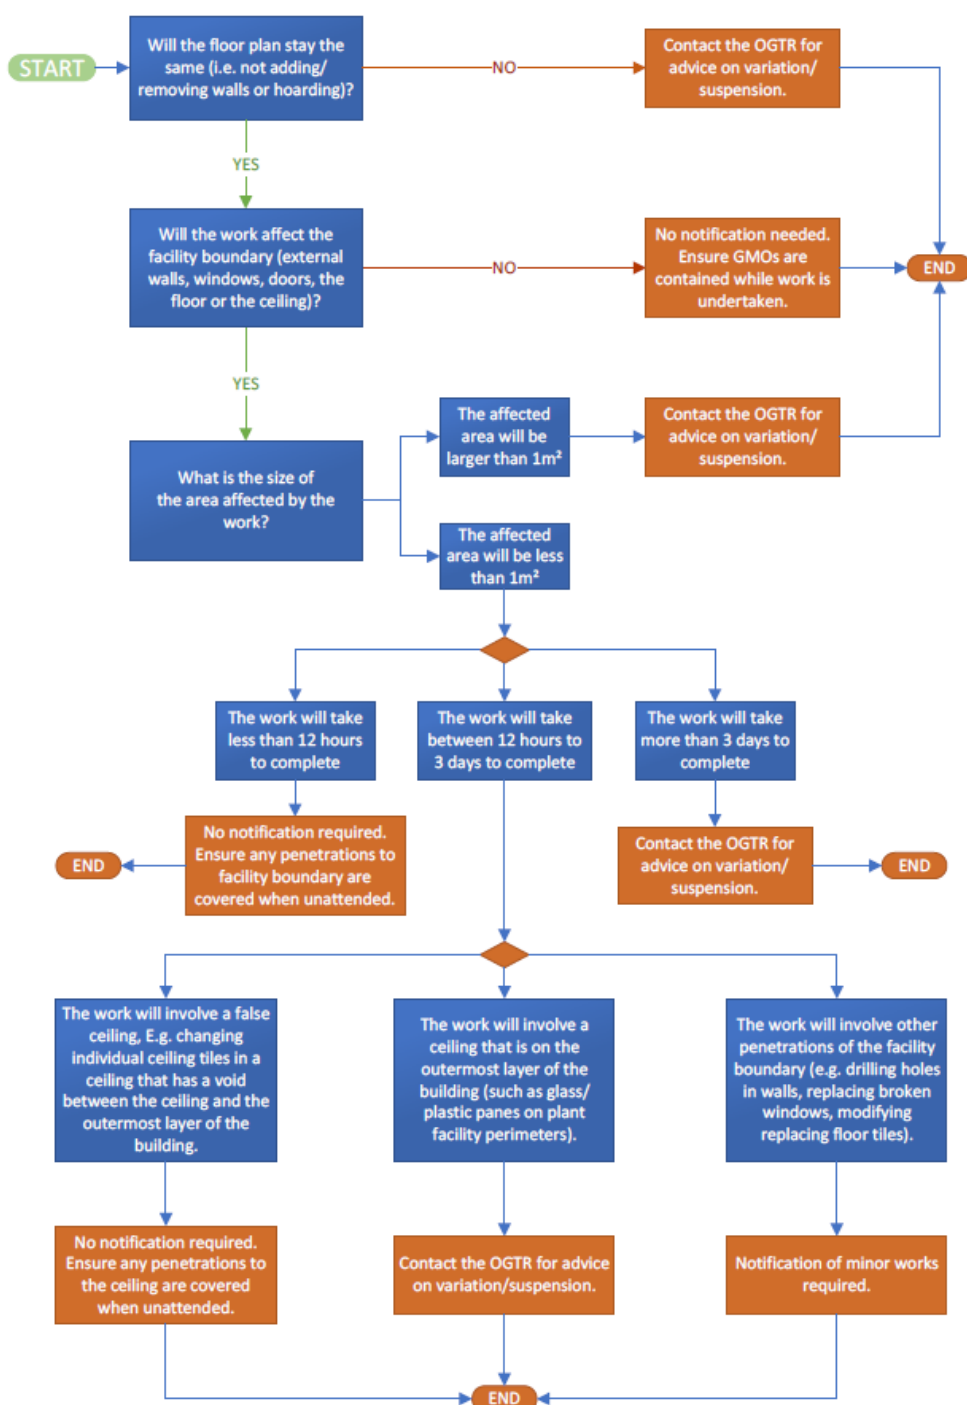 START
Will the floor plan stay the
same (i.e. not adding/
removing walls or hoarding)?
NO
Contact the OGTR for
advice on variation/
suspension.
YES
Will the work affect the
facility boundary (external
walls, windows, doors, the
floor or the ceiling)?
NO
No notification needed.
Ensure GMOs are
contained while work is
undertaken.
END
YES
What is the size of
the area affected by the
work?
The affected
area will be
larger than 1m²
Contact the OGTR for
advice on variation/
suspension.
The affected
area will be less
than 1m²
The work will take
less than 12 hours
to complete
The work will take
between 12 hours to
3 days to complete
The work will take
more than 3 days to
complete
No notification required.
Ensure any penetrations to
facility boundary are
covered when unattended.
END
Contact the OGTR for
advice on variation/
suspension.
END
The work will involve a false
ceiling, E.g. changing
individual ceiling tiles in a
ceiling that has a void
between the ceiling and the
outermost layer of the
building.
The work will involve a
ceiling that is on the
outermost layer of the
building (such as glass/
plastic panes on plant
facility perimeters).
The work will involve other
penetrations of the facility
boundary (e.g. drilling holes
in walls, replacing broken
windows, modifying
replacing floor tiles).
No notification required.
Ensure any penetrations to
the ceiling are covered
when unattended.
Contact the OGTR for advice
on variation/suspension.
Notification of minor works
required.
END